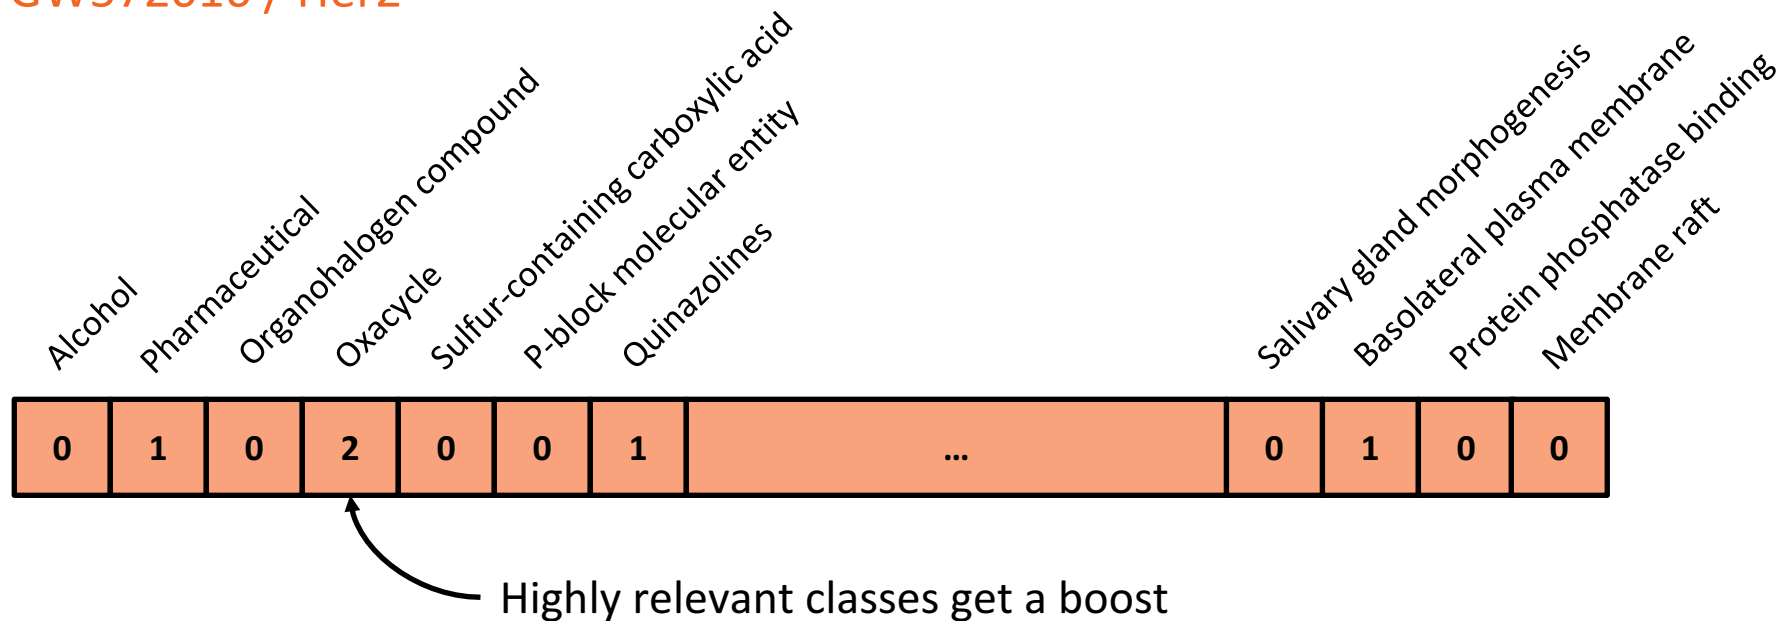 Alcohol
Pharmaceutical
Organohalogen compound
Oxacycle
Sulfur-containing carboxylic acid
P-block molecular entity
Quinazolines
Salivary gland morphogenesis
Basolateral plasma membrane
Protein phosphatase binding
Membrane raft
0 1 0 2 0 0 1 ... 0 1 0 0
Highly relevant classes get a boost